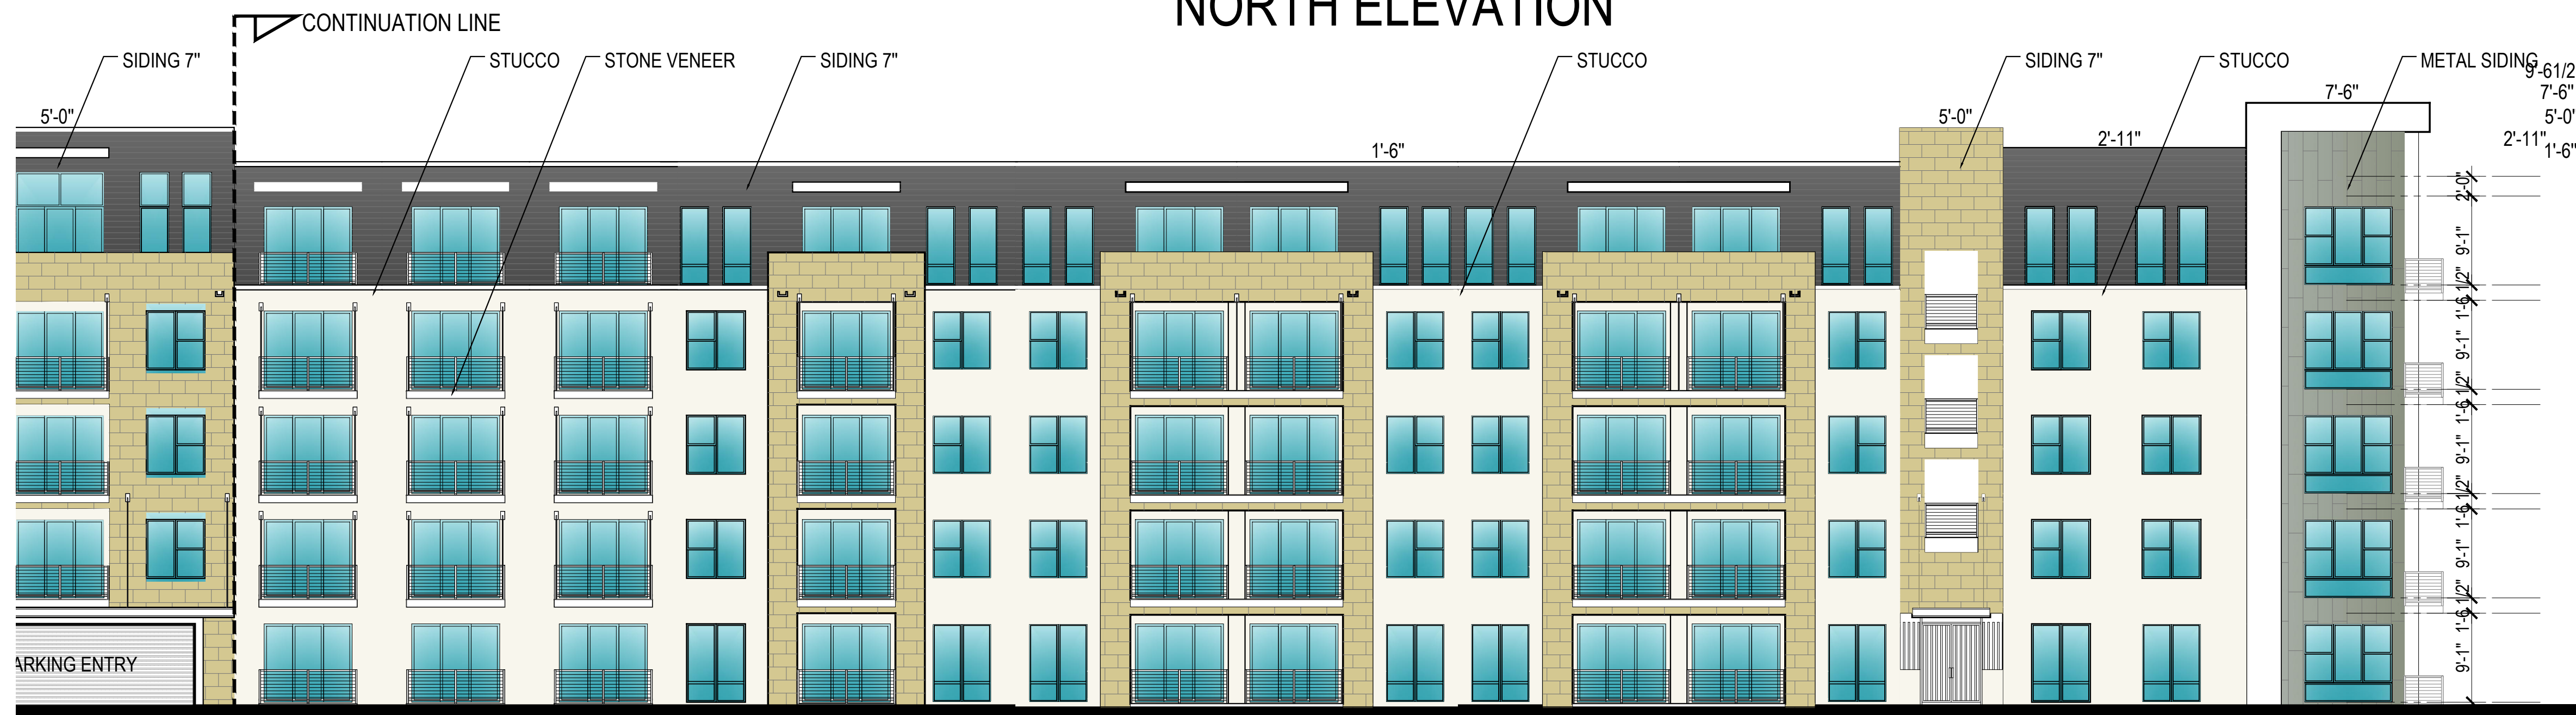 NORTH ELEVATION
CONTINUATION LINE
SIDING 7"
STUCCO
STONE VENEER
SIDING 7"
STUCCO
SIDING 7"
STUCCO
METAL SIDING
9'-61/2
7'-6"
7'-6"
5'-0"
5'-0"
5'-0"
2'-11"
2'-11"
1'-6"
1'-6"
2'-0"
9'-1"
1'-6 1/2"
9'-1"
1'-6 1/2"
9'-1"
1'-6 1/2"
9'-1"
1'-6 1/2"
9'-1"
ARKING ENTRY